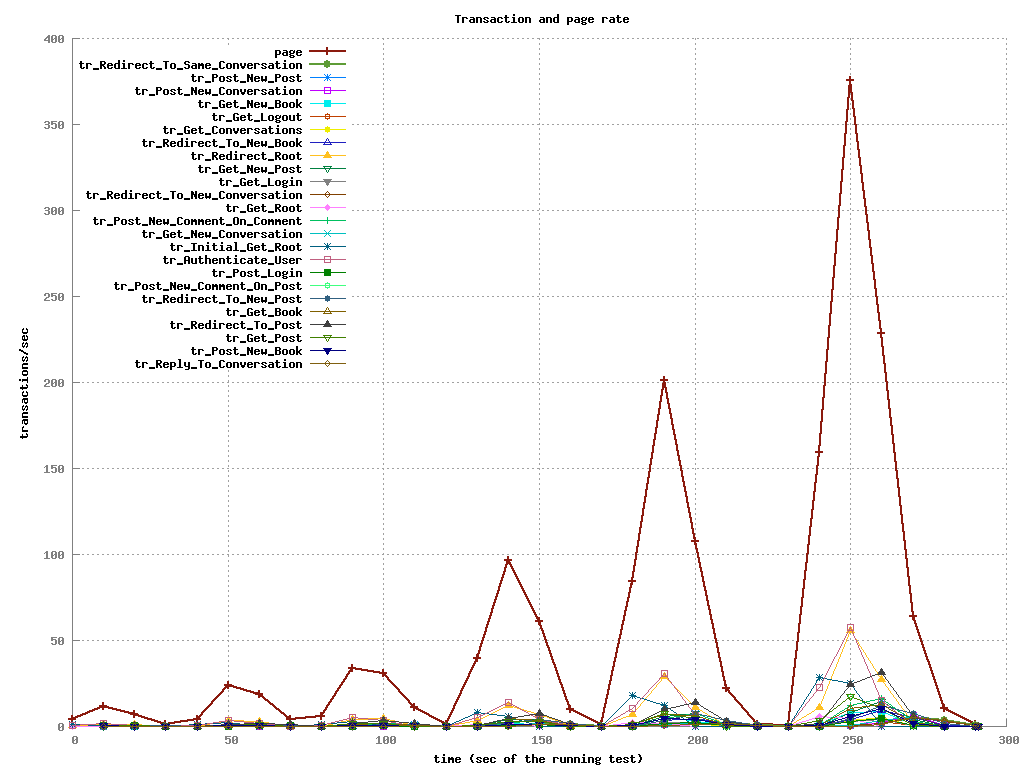 Transaction and page rate
400
350
300
250
200
150
100
50
0
transactions/sec
page
tr_Redirect_To_Same_Conversation
tr_Post_New_Post
tr_Post_New_Conversation
tr_Get_New_Book
tr_Get_Logout
tr_Get_Conversations
tr_Redirect_To_New_Book
tr_Redirect_Root
tr_Get_New_Post
tr_Get_Login
tr_Redirect_To_New_Conversation
tr_Get_Root
tr_Post_New_Comment_On_Comment
tr_Get_New_Conversation
tr_Initial_Get_Root
tr_Authenticate_User
tr_Post_Login
tr_Post_New_Comment_On_Post
tr_Redirect_To_New_Post
tr_Get_Book
tr_Redirect_To_Post
tr_Get_Post
tr_Post_New_Book
tr_Reply_To_Conversation
0 50 100 150 200 250 300
time (sec of the running test)